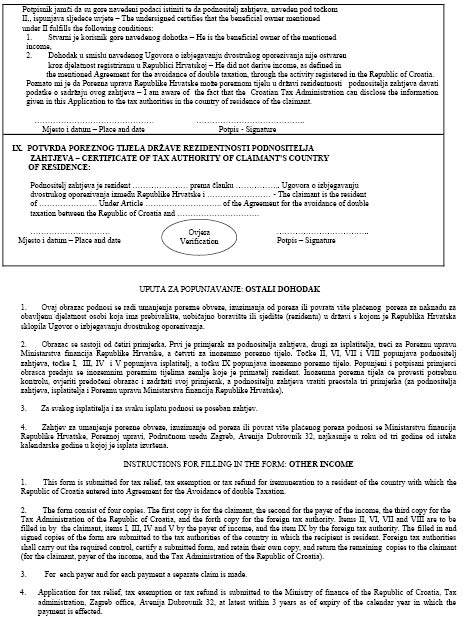 Potpisnik jamči da su gore navedeni podaci istiniti te da podnositelj zahtjeva, naveden pod točkom
II., ispunjava sljedeće uvjete – The undersigned certifies that the beneficial owner mentioned
under II fulfills the following conditions:
1. Stvarni je korisnik gore navedenog dohotka – He is the beneficial owner of the mentioned
income,
2. Dohodak u smislu navedenog Ugovora o izbjegavanju dvostrukog oporezivanja nije ostvaren
kroz djelatnost registriranu u Republici Hrvatskoj – He did not derive income, as defined in
the mentioned Agreement for the avoidance of double taxation, through the activity registered in the Republic of Croatia.
Poznato mi je da Porezna uprava Republike Hrvatske može poreznom tijelu u državi rezidentnosti podnositelja zahtjeva davati
podatke o sadržaju ovog zahtjeva – I am aware of the fact that the Croatian Tax Administration can disclose the information
given in this Application to the tax authorities in the country of residence of the claimant.
Mjesto i datum – Place and date Potpis - Signature
IX. POTVRDA POREZNOG TIJELA DRŽAVE REZIDENTNOSTI PODNOSITELJA
ZAHTJEVA – CERTIFICATE OF TAX AUTHORITY OF CLAIMANT'S COUNTRY
OF RESIDENCE:
Podnositelj zahtjeva je rezident ………………… prema članku ……………… Ugovora o izbjegavanju
dvostrukog oporezivanja između Republike Hrvatske i ……………………… - The claimant is the resident
of …………………… Under Article ………………………… of the Agreement for the avoidance of double
taxation between the Republic of Croatia and …………………………
Mjesto i datum – Place and date Ovjera Verification Potpis – Signature
UPUTA ZA POPUNJAVANJE: OSTALI DOHODAK
1. Ovaj obrazac podnosi se radi umanjenja porezne obveze, izuzimanja od poreza ili povrata više plaćenog poreza za naknadu za
obavljenu djelatnost osobi koja ima prebivalište, uobičajeno boravište ili sjedište (rezidentu) u državi s kojom je Republika Hrvatska
sklopila Ugovor o izbjegavanju dvostrukog oporezivanja.
2. Obrazac se sastoji od četiri primjerka. Prvi je primjerak za podnositelja zahtjeva, drugi za isplatitelja, treći za Poreznu upravu
Ministarstva financija Republike Hrvatske, a četvrti za inozemno porezno tijelo. Točke II, VI, VII i VIII popunjava podnositelj
zahtjeva, točke I, III, IV i V popunjava isplatitelj, a točku IX popunjava inozemno porezno tijelo. Popunjeni i potpisani primjerci
obrasca predaju se inozemnim poreznim tijelima zemlje koje je primatelj rezident. Inozemna porezna tijela će provesti potrebnu
kontrolu, ovjeriti predočeni obrazac i zadržati svoj primjerak, a podnositelju zahtjeva vratiti preostala tri primjerka (za podnositelja
zahtjeva, isplatitelja i Poreznu upravu Ministarstva financija Republike Hrvatske).
3. Za svakog isplatitelja i za svaku isplatu podnosi se poseban zahtjev.
4. Zahtjev za umanjenje porezne obveze, izuzimanje od poreza ili povrat više plaćenog poreza podnosi se Ministarstvu financija
Republike Hrvatske, Poreznoj upravi, Područnom uredu Zagreb, Avenija Dubrovnik 32, najkasnije u roku od tri godine od isteka
kalendarske godine u kojoj je isplata izvršena.
INSTRUCTIONS FOR FILLING IN THE FORM: OTHER INCOME
1. This form is submitted for tax relief, tax exemption or tax refund for remuneration to a resident of the country with which the
Republic of Croatia entered into Agreement for the Avoidance of double Taxation.
2. The form consist of four copies. The first copy is for the claimant, the second for the payer of the income, the third copy for the
Tax Administration of the Republic of Croatia, and the forth copy for the foreign tax authority. Items II, VI, VII and VIII are to be
filled in by the claimant, items I, III, IV and V by the payer of income, and the item IX by the foreign tax authority. The filled in and
signed copies of the form are submitted to the tax authorities of the country in which the recipient is resident. Foreign tax authorities
shall carry out the required control, certify a submitted form, and retain their own copy, and return the remaining copies to the claimant
(for the claimant, payer of the income, and the Tax Administration of the Republic of Croatia).
3. For each payer and for each payment a separate claim is made.
4. Application for tax relief, tax exemption or tax refund is submitted to the Ministry of finance of the Republic of Croatia, Tax
administration, Zagreb office, Avenija Dubrovnik 32, at latest within 3 years as of expiry of the calendar year in which the
payment is effected.